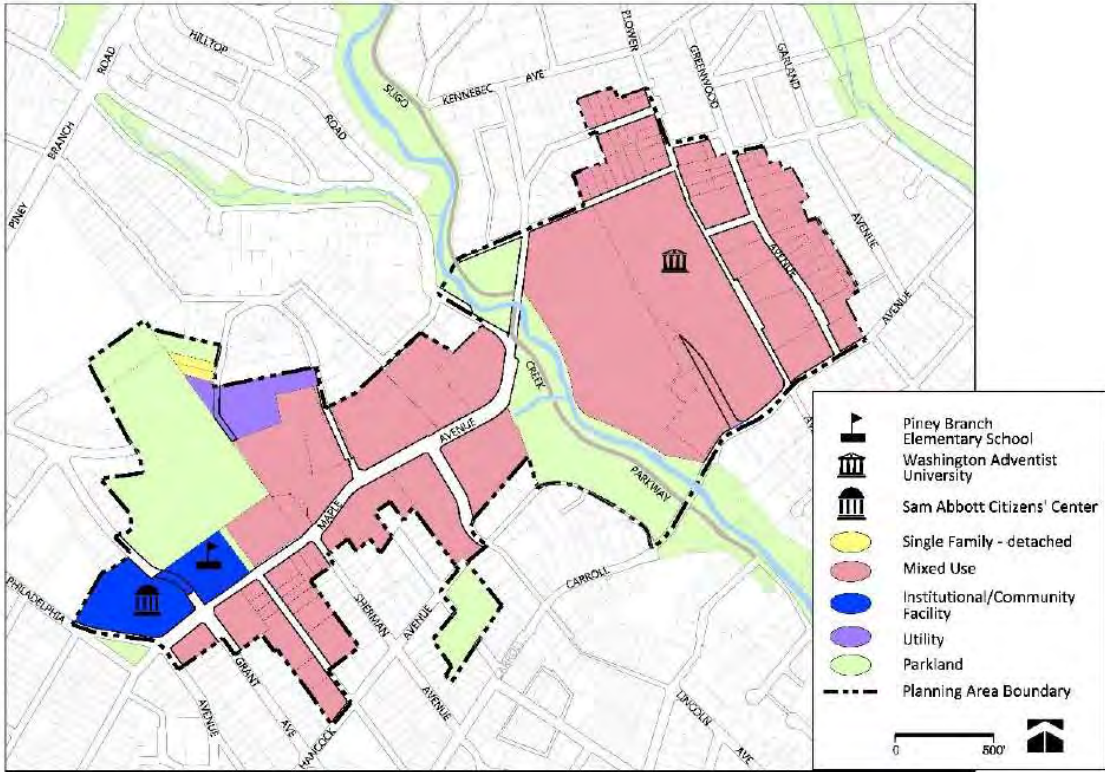 HILLTOP
ROAD
PINEY
BRANCH
ROAD
SLIGO
KENNEBEC AVE
FLOWER
GREENWOOD
GARLAND
AVENUE
AVENUE
AVENUE
CREEK
PARKWAY
MAPLE
AVENUE
PHILADELPHIA
AVENUE
GRANT
AVE
HANCOCK
SHERMAN
AVENUE
AVENUE
CARROLL
LINCOLN
AVE
Piney Branch
Elementary School
Washington Adventist
University
Sam Abbott Citizens' Center
Single Family - detached
Mixed Use
Institutional/Community
Facility
Utility
Parkland
Planning Area Boundary
0 500'